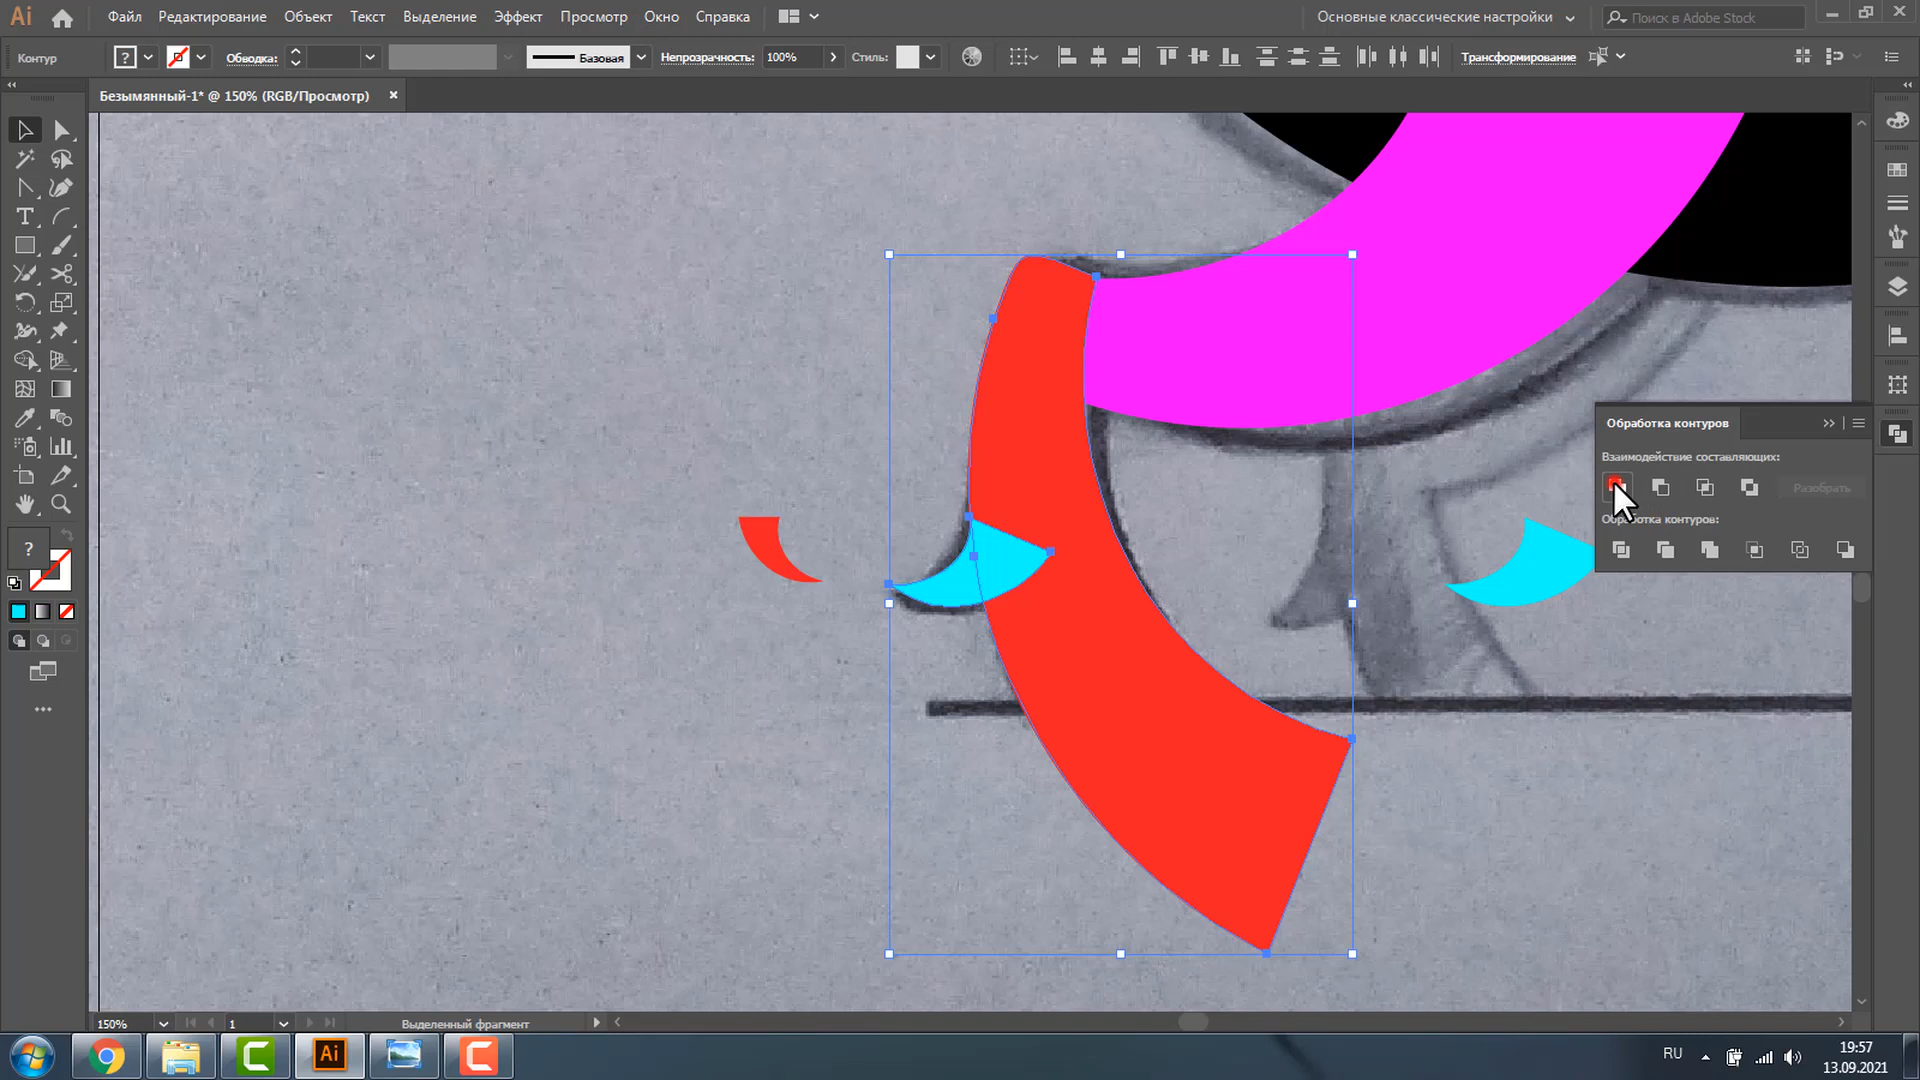 Ai Файл Редактирование Объект Текст Выделение Эффект Просмотр Окно Справка Основные классические настройки Поиск в Adobe Stock
Контур ? Обводка: Базовая Непрозрачность: 100% Стиль: Трансформирование
Безымянный-1* @ 150% (RGB/Просмотр) ×
Обработка контуров
Взаимодействие составляющих:
Разобрать
Обработка контуров:
?
150% 1 Выделенный фрагмент
Ai RU 19:57
13.09.2021